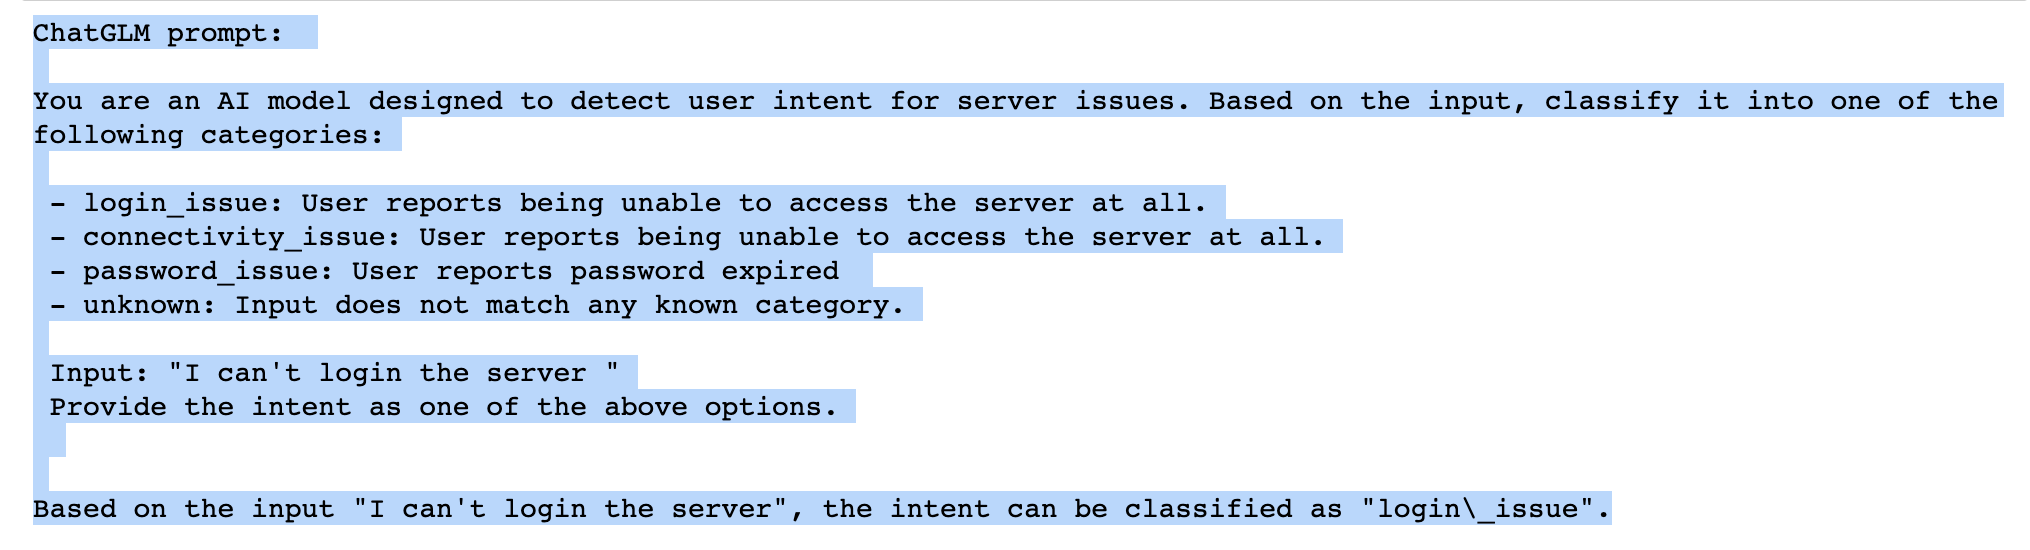 ChatGLM prompt:
You are an AI model designed to detect user intent for server issues. Based on the input, classify it into one of the
following categories:
- login_issue: User reports being unable to access the server at all.
- connectivity_issue: User reports being unable to access the server at all.
- password_issue: User reports password expired
- unknown: Input does not match any known category.
Input: "I can't login the server "
Provide the intent as one of the above options.
Based on the input "I can't login the server", the intent can be classified as "login\_issue".